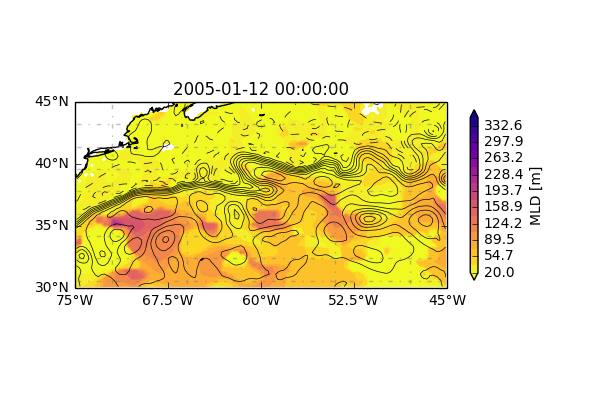 2005-01-12 00:00:00
45°N
40°N
35°N
30°N
75°W
67.5°W
60°W
52.5°W
45°W
332.6
297.9
263.2
228.4
193.7
158.9
124.2
89.5
54.7
20.0
MLD [m]